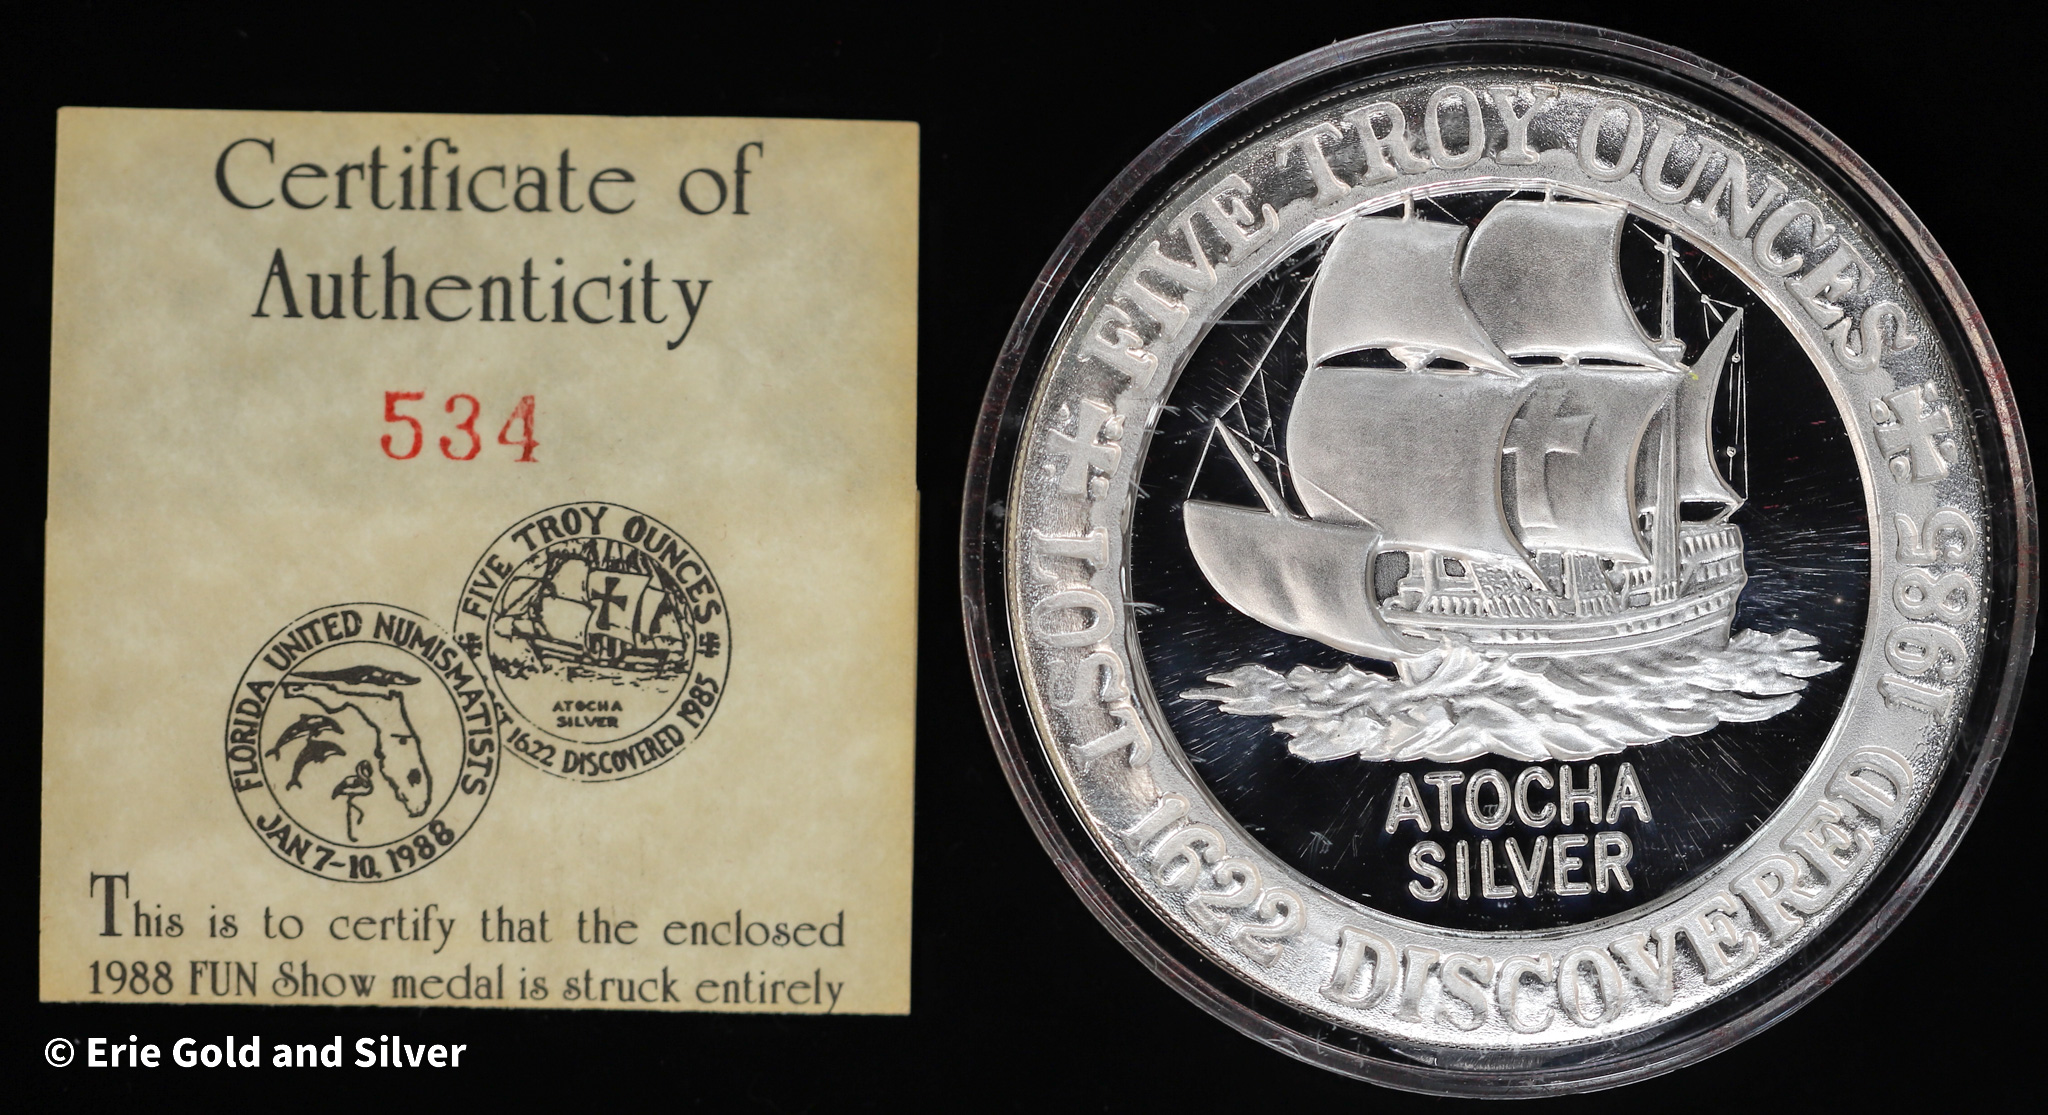 Certificate of
Authenticity
534
FIVE TROY OUNCES
ATOCHA
SILVER
1622 DISCOVERED 1985
FLORIDA UNITED NUMISMATISTS
JAN 7-10, 1988
This is to certify that the enclosed
1988 FUN Show medal is struck entirely
FIVE TROY OUNCES
ATOCHA
SILVER
LOST 1622 DISCOVERED 1985
© Erie Gold and Silver